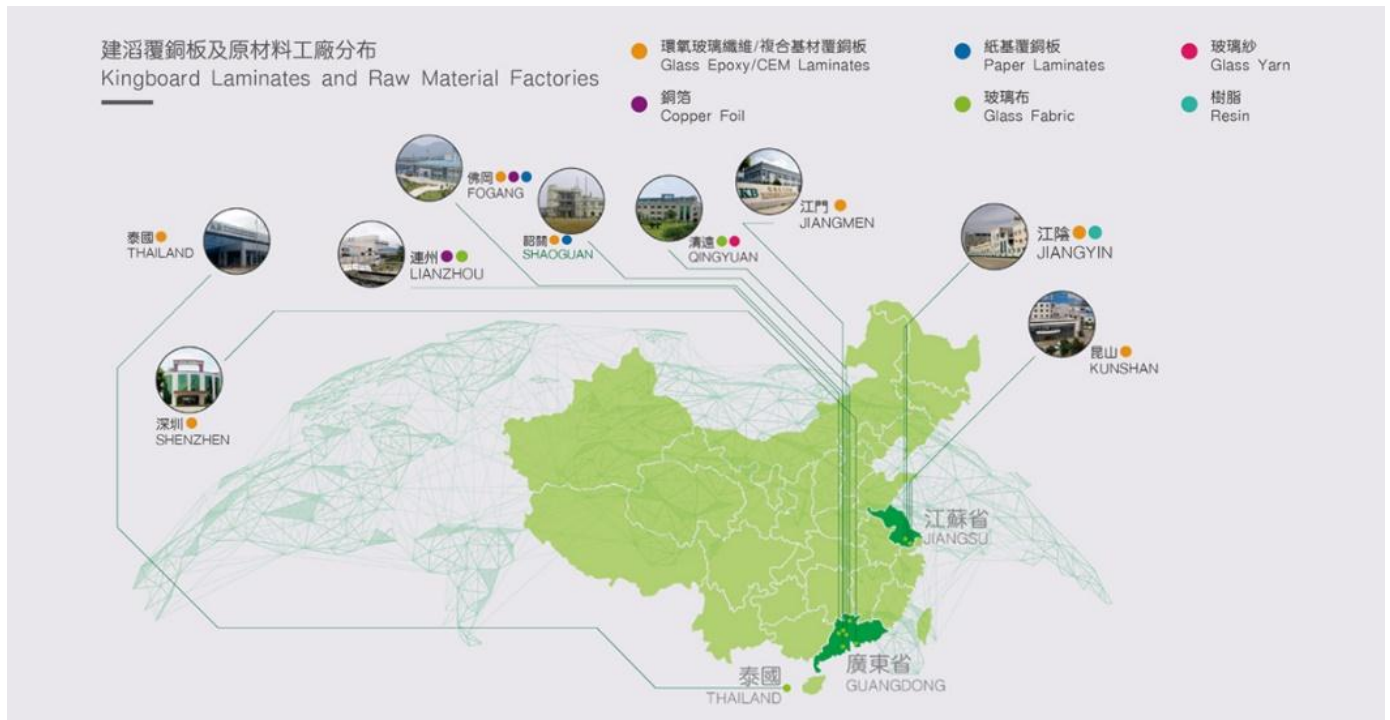 建滔覆銅板及原材料工廠分布
Kingboard Laminates and Raw Material Factories
環氧玻璃纖維/複合基材覆銅板
Glass Epoxy/CEM Laminates
紙基覆銅板
Paper Laminates
玻璃紗
Glass Yarn
銅箔
Copper Foil
玻璃布
Glass Fabric
樹脂
Resin
佛岡
FOGANG
韶關
SHAOGUAN
清遠
QINGYUAN
江門
JIANGMEN
泰國
THAILAND
連州
LIANZHOU
江陰
JIANGYIN
昆山
KUNSHAN
深圳
SHENZHEN
江蘇省
JIANGSU
廣東省
GUANGDONG
泰國
THAILAND
KB